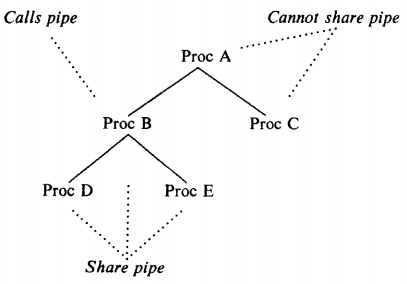 Calls pipe
Cannot share pipe
Proc A
Proc B
Proc C
Proc D
Proc E
Share pipe